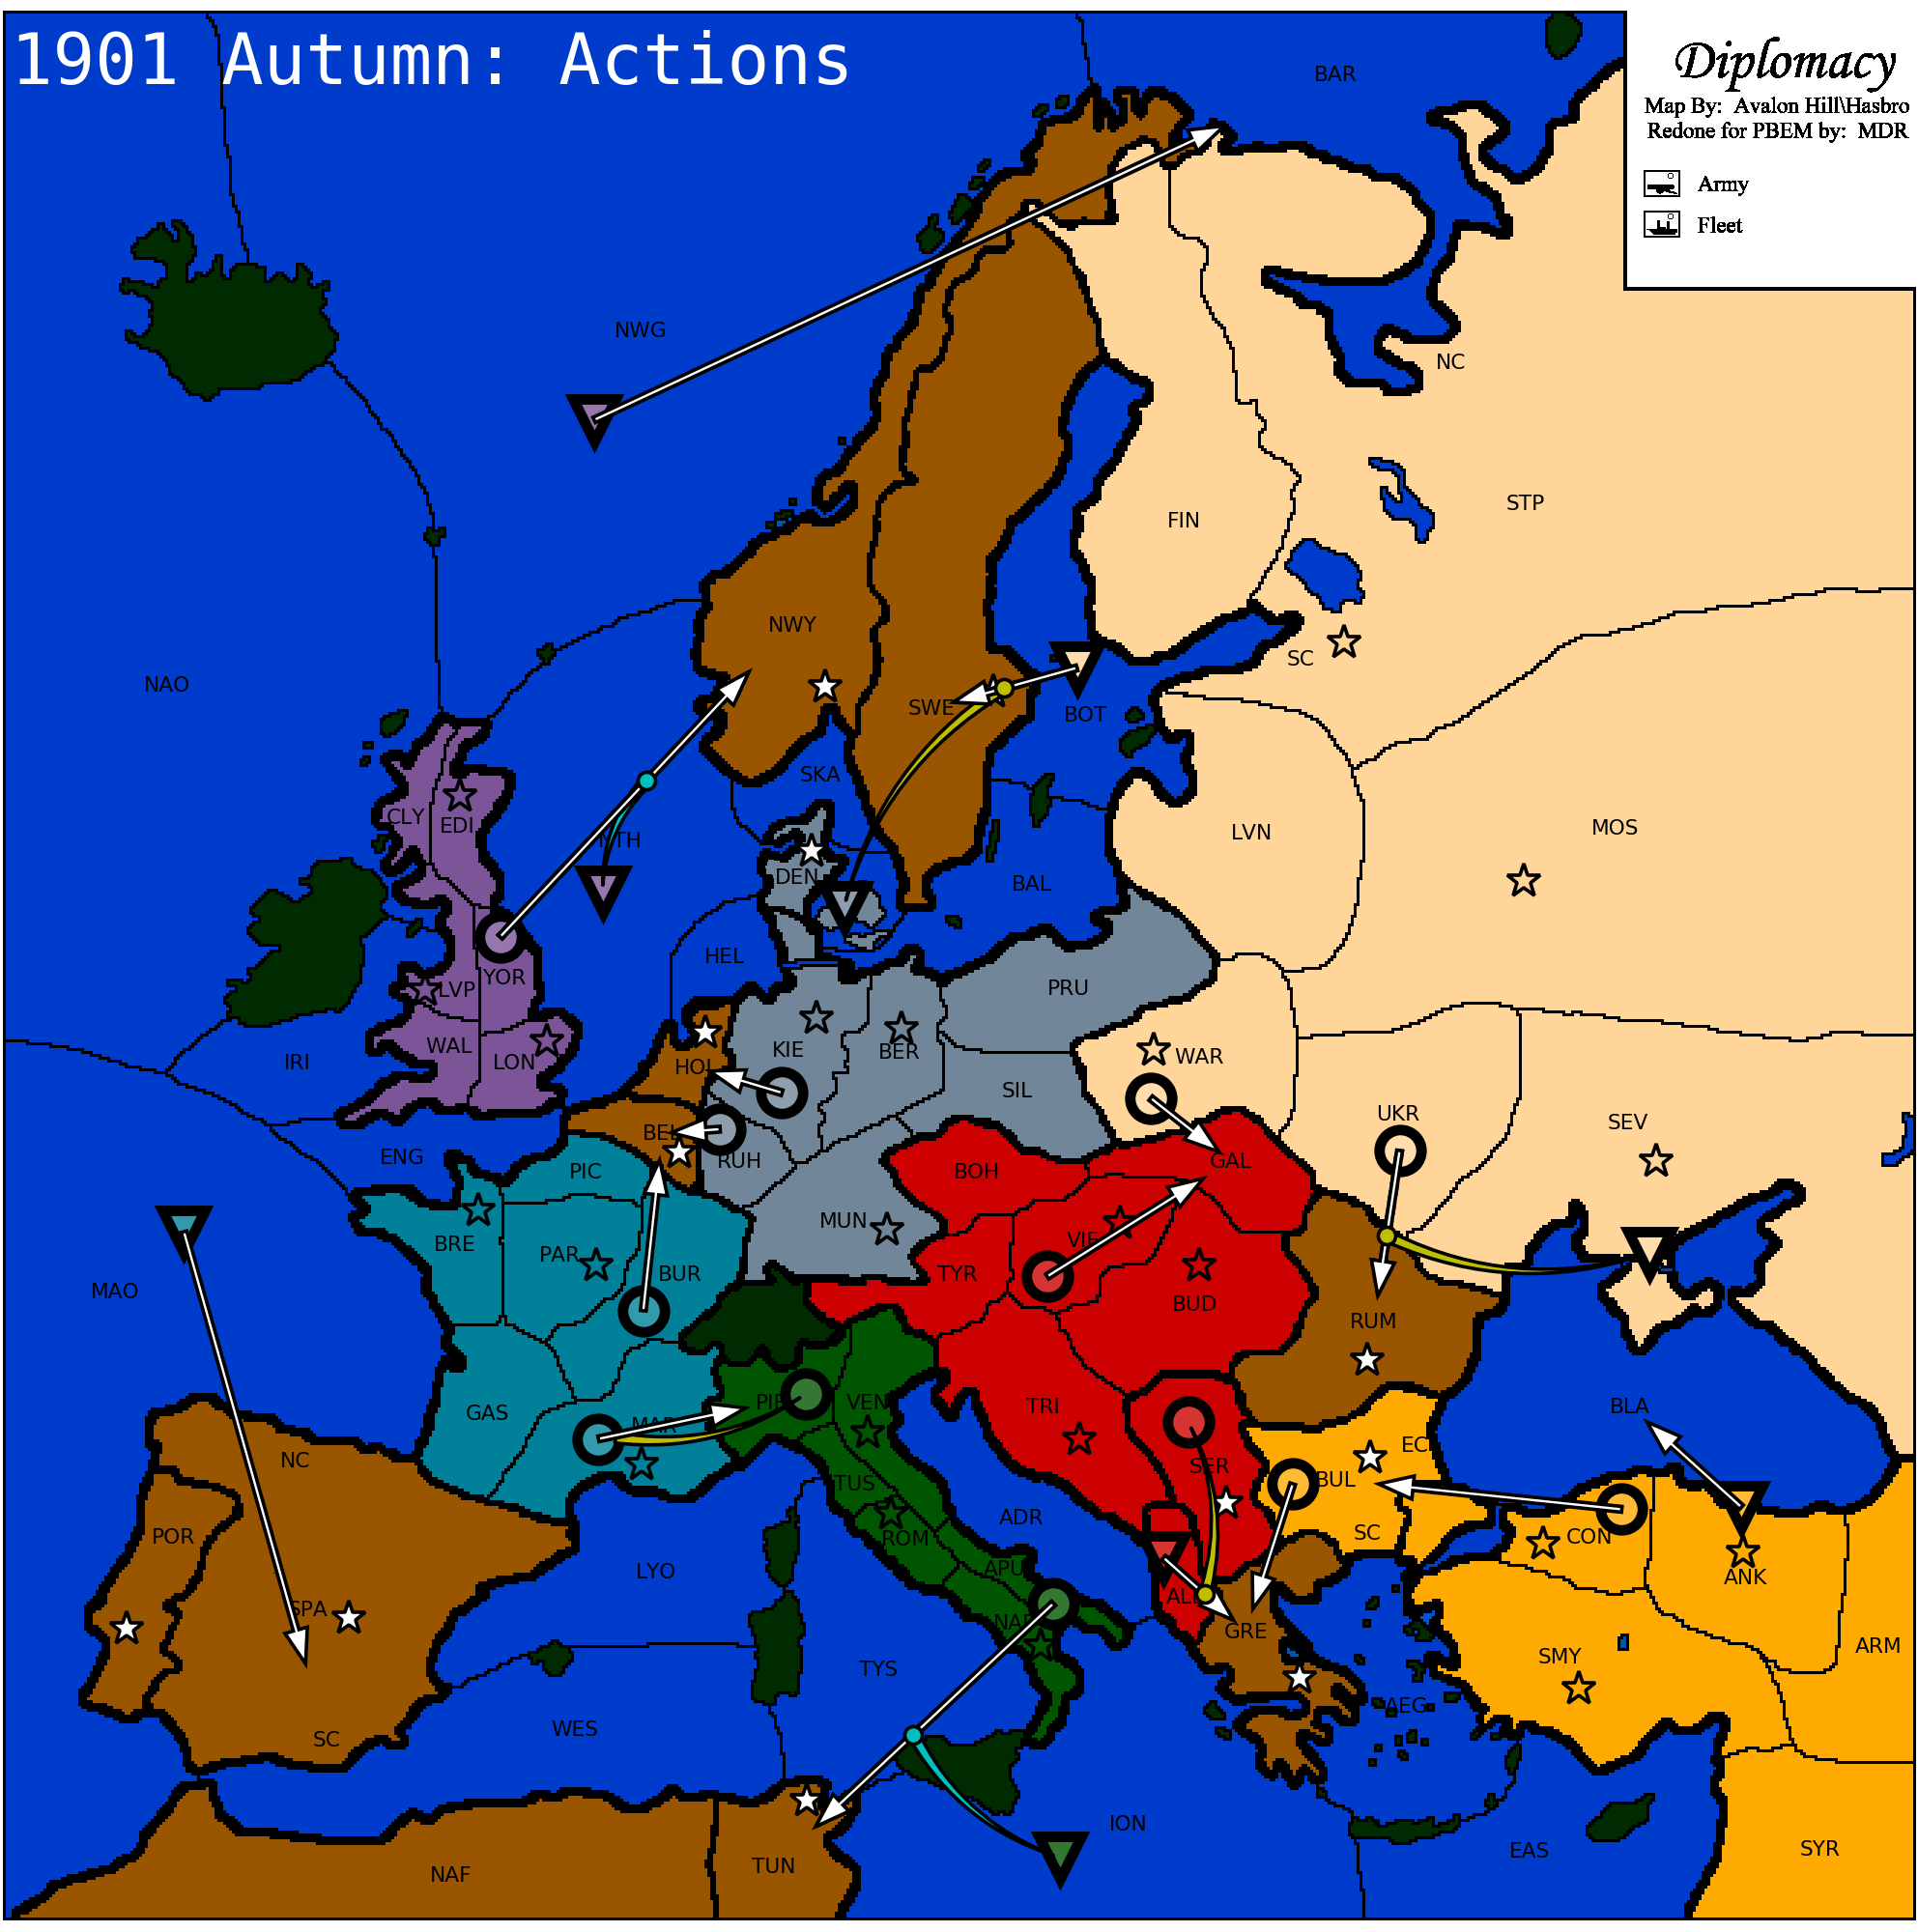 1901 Autumn: Actions
Diplomacy
Map By: Avalon Hill\Hasbro
Redone for PBEM by: MDR
Army
Fleet
BAR
NWG
NC
STP
FIN
NWY
NAO
SC
SWE
BOT
SKA
CLY
EDI
NTH
LVN
MOS
DEN
BAL
HEL
YOR
LVP
PRU
WAL
LON
IRI
HOL
KIE
BER
WAR
SIL
UKR
SEV
BEL
RUH
ENG
PIC
BOH
GAL
BRE
PAR
BUR
MUN
VIE
TYR
MAO
BUD
RUM
GAS
MAR
PIE
VEN
TRI
BLA
NC
SER
BUL
EC
TUS
POR
ROM
ADR
SC
CON
ANK
LYO
APU
ALB
SPA
NAP
GRE
SMY
ARM
TYS
AEG
WES
SC
ION
EAS
SYR
NAF
TUN